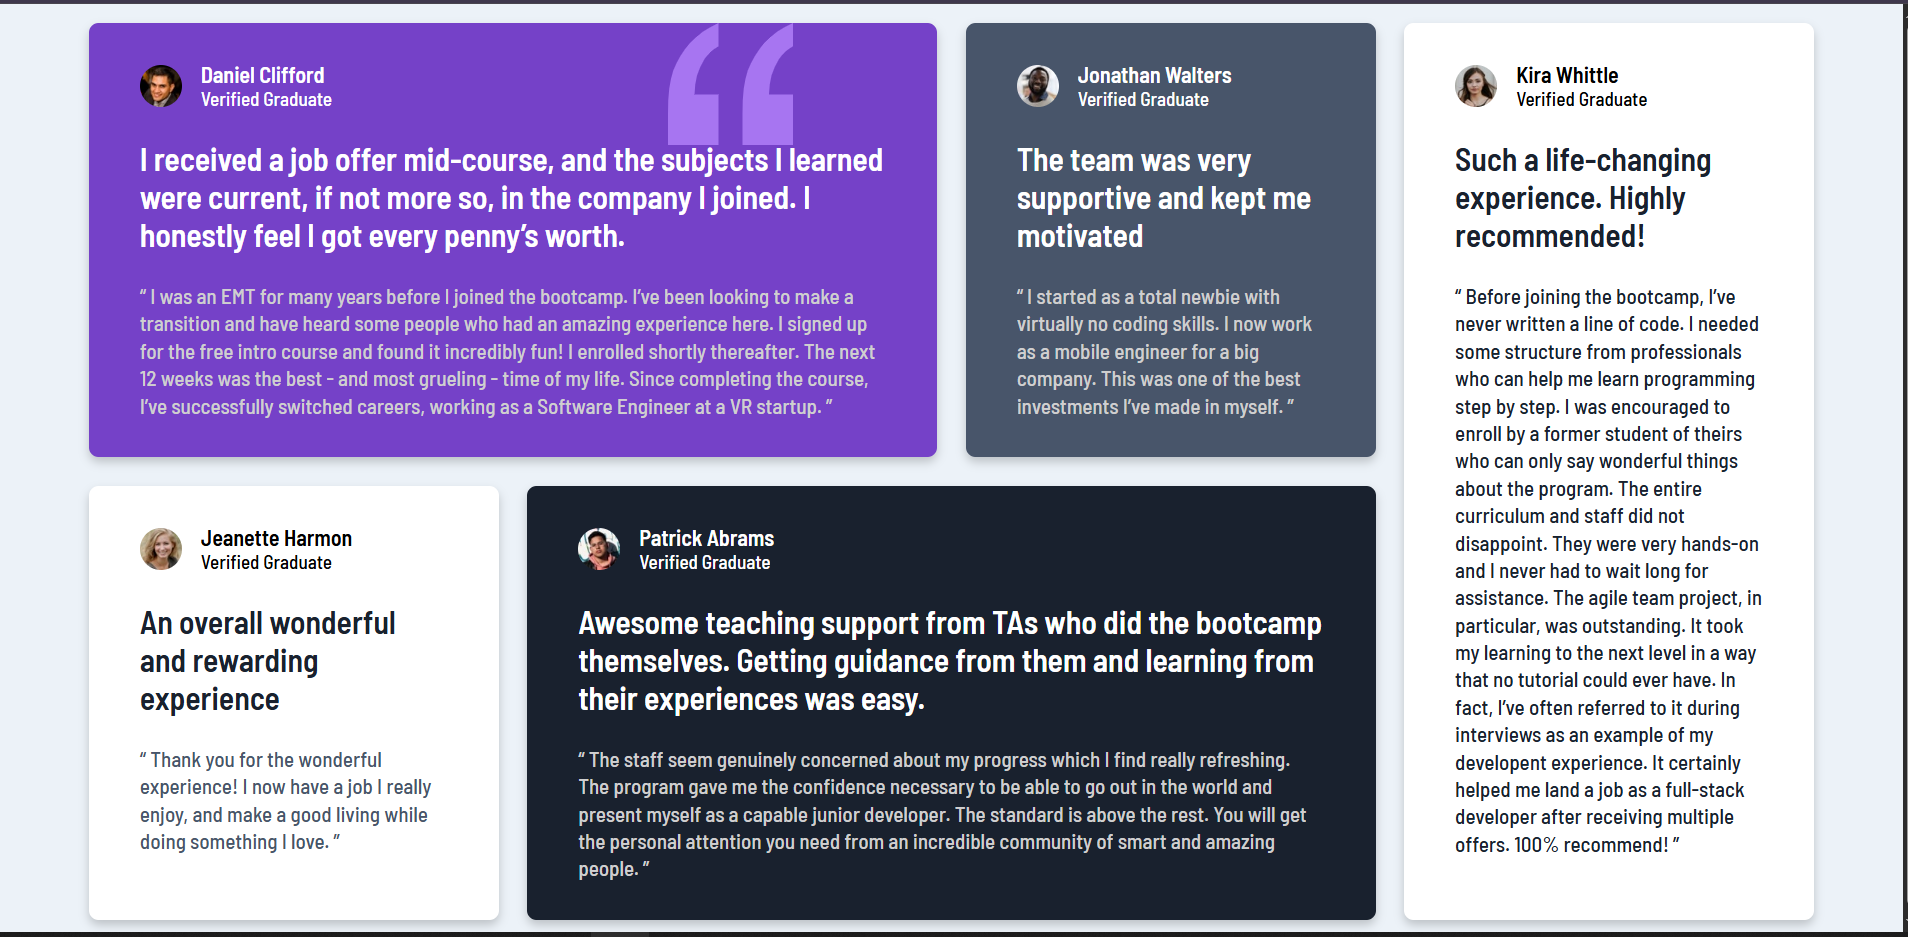 Daniel Clifford
Verified Graduate
I received a job offer mid-course, and the subjects I learned
were current, if not more so, in the company I joined. I
honestly feel I got every penny’s worth.
“ I was an EMT for many years before I joined the bootcamp. I’ve been looking to make a
transition and have heard some people who had an amazing experience here. I signed up
for the free intro course and found it incredibly fun! I enrolled shortly thereafter. The next
12 weeks was the best - and most grueling - time of my life. Since completing the course,
I’ve successfully switched careers, working as a Software Engineer at a VR startup. ”
Jonathan Walters
Verified Graduate
The team was very
supportive and kept me
motivated
“ I started as a total newbie with
virtually no coding skills. I now work
as a mobile engineer for a big
company. This was one of the best
investments I’ve made in myself. ”
Kira Whittle
Verified Graduate
Such a life-changing
experience. Highly
recommended!
“ Before joining the bootcamp, I’ve
never written a line of code. I needed
some structure from professionals
who can help me learn programming
step by step. I was encouraged to
enroll by a former student of theirs
who can only say wonderful things
about the program. The entire
curriculum and staff did not
disappoint. They were very hands-on
and I never had to wait long for
assistance. The agile team project, in
particular, was outstanding. It took
my learning to the next level in a way
that no tutorial could ever have. In
fact, I’ve often referred to it during
interviews as an example of my
developent experience. It certainly
helped me land a job as a full-stack
developer after receiving multiple
offers. 100% recommend! ”
Jeanette Harmon
Verified Graduate
An overall wonderful
and rewarding
experience
“ Thank you for the wonderful
experience! I now have a job I really
enjoy, and make a good living while
doing something I love. ”
Patrick Abrams
Verified Graduate
Awesome teaching support from TAs who did the bootcamp
themselves. Getting guidance from them and learning from
their experiences was easy.
“ The staff seem genuinely concerned about my progress which I find really refreshing.
The program gave me the confidence necessary to be able to go out in the world and
present myself as a capable junior developer. The standard is above the rest. You will get
the personal attention you need from an incredible community of smart and amazing
people. ”